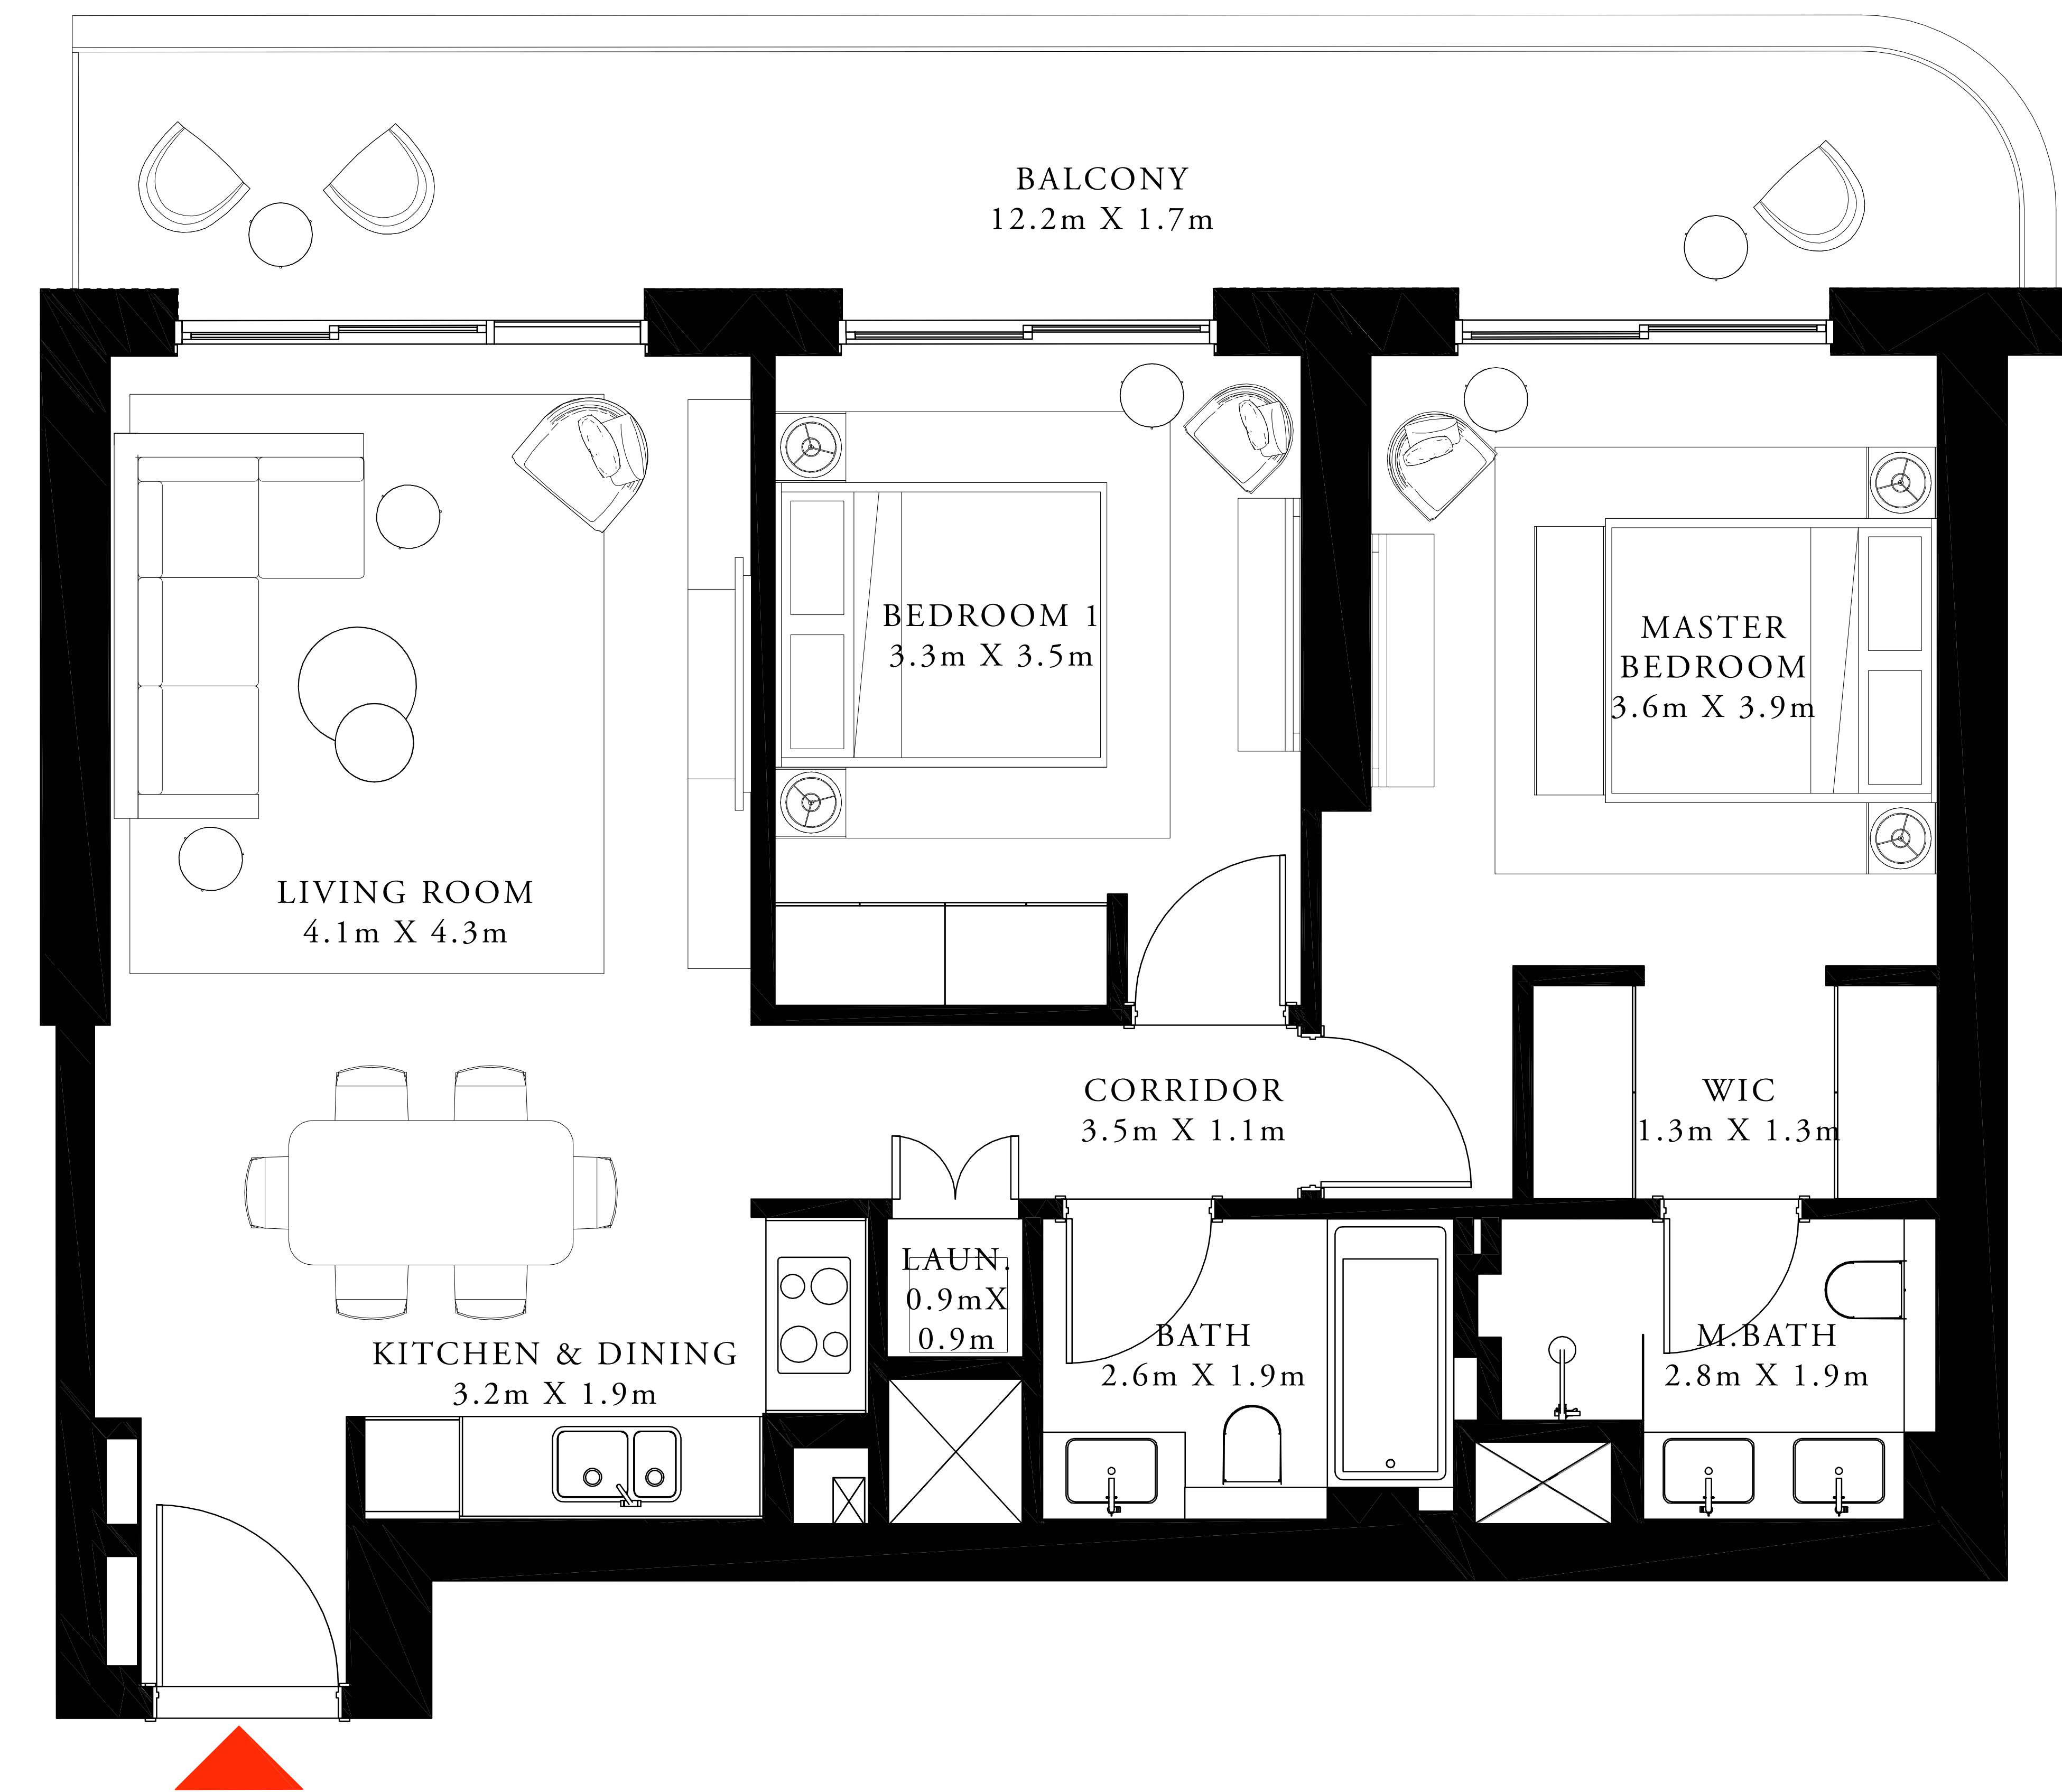 BALCONY
12.2m X 1.7m
BEDROOM 1
3.3m X 3.5m
MASTER
BEDROOM
3.6m X 3.9m
LIVING ROOM
4.1m X 4.3m
CORRIDOR
3.5m X 1.1m
WIC
1.3m X 1.3m
LAUN.
0.9mX
0.9m
KITCHEN & DINING
3.2m X 1.9m
BATH
2.6m X 1.9m
M.BATH
2.8m X 1.9m